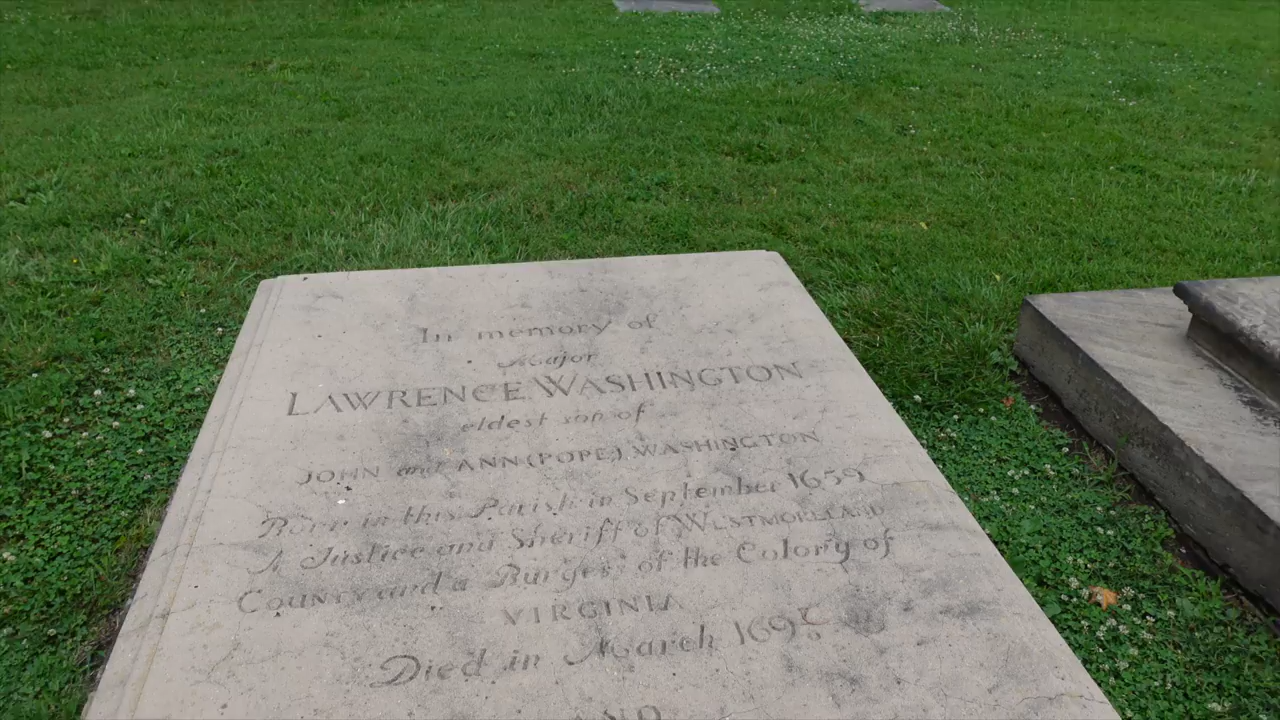 In memory of
Major
LAWRENCE WASHINGTON
eldest son of
JOHN and ANN (POPE) WASHINGTON
Born in this Parish in September 1659
A Justice and Sheriff of WESTMORELAND
COUNTY and a Burgess of the Colony of
VIRGINIA
Died in March
AND